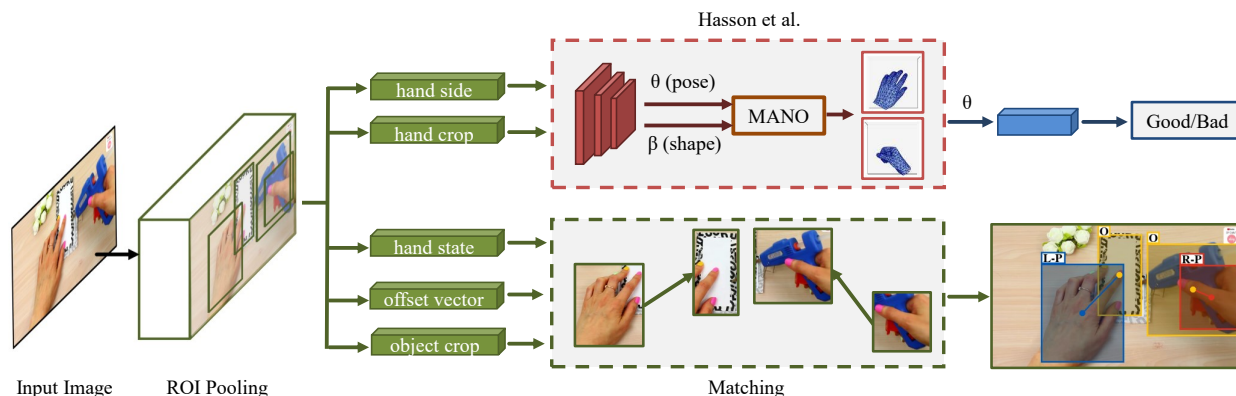 Hasson et al.
hand side
hand crop
hand state
offset vector
object crop
θ (pose)
β (shape)
MANO
θ
Good/Bad
L-P
O
O
R-P
Input Image
ROI Pooling
Matching